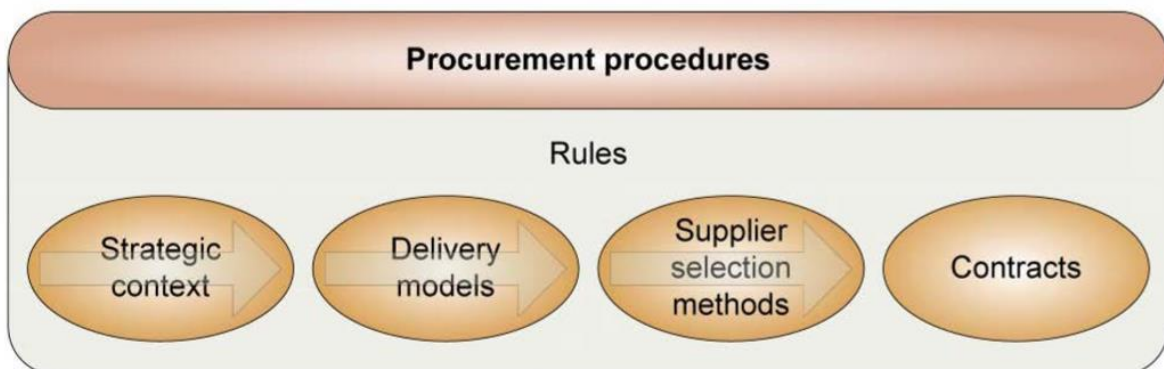 Procurement procedures
Rules
Strategic
context
Delivery
models
Supplier
selection
methods
Contracts